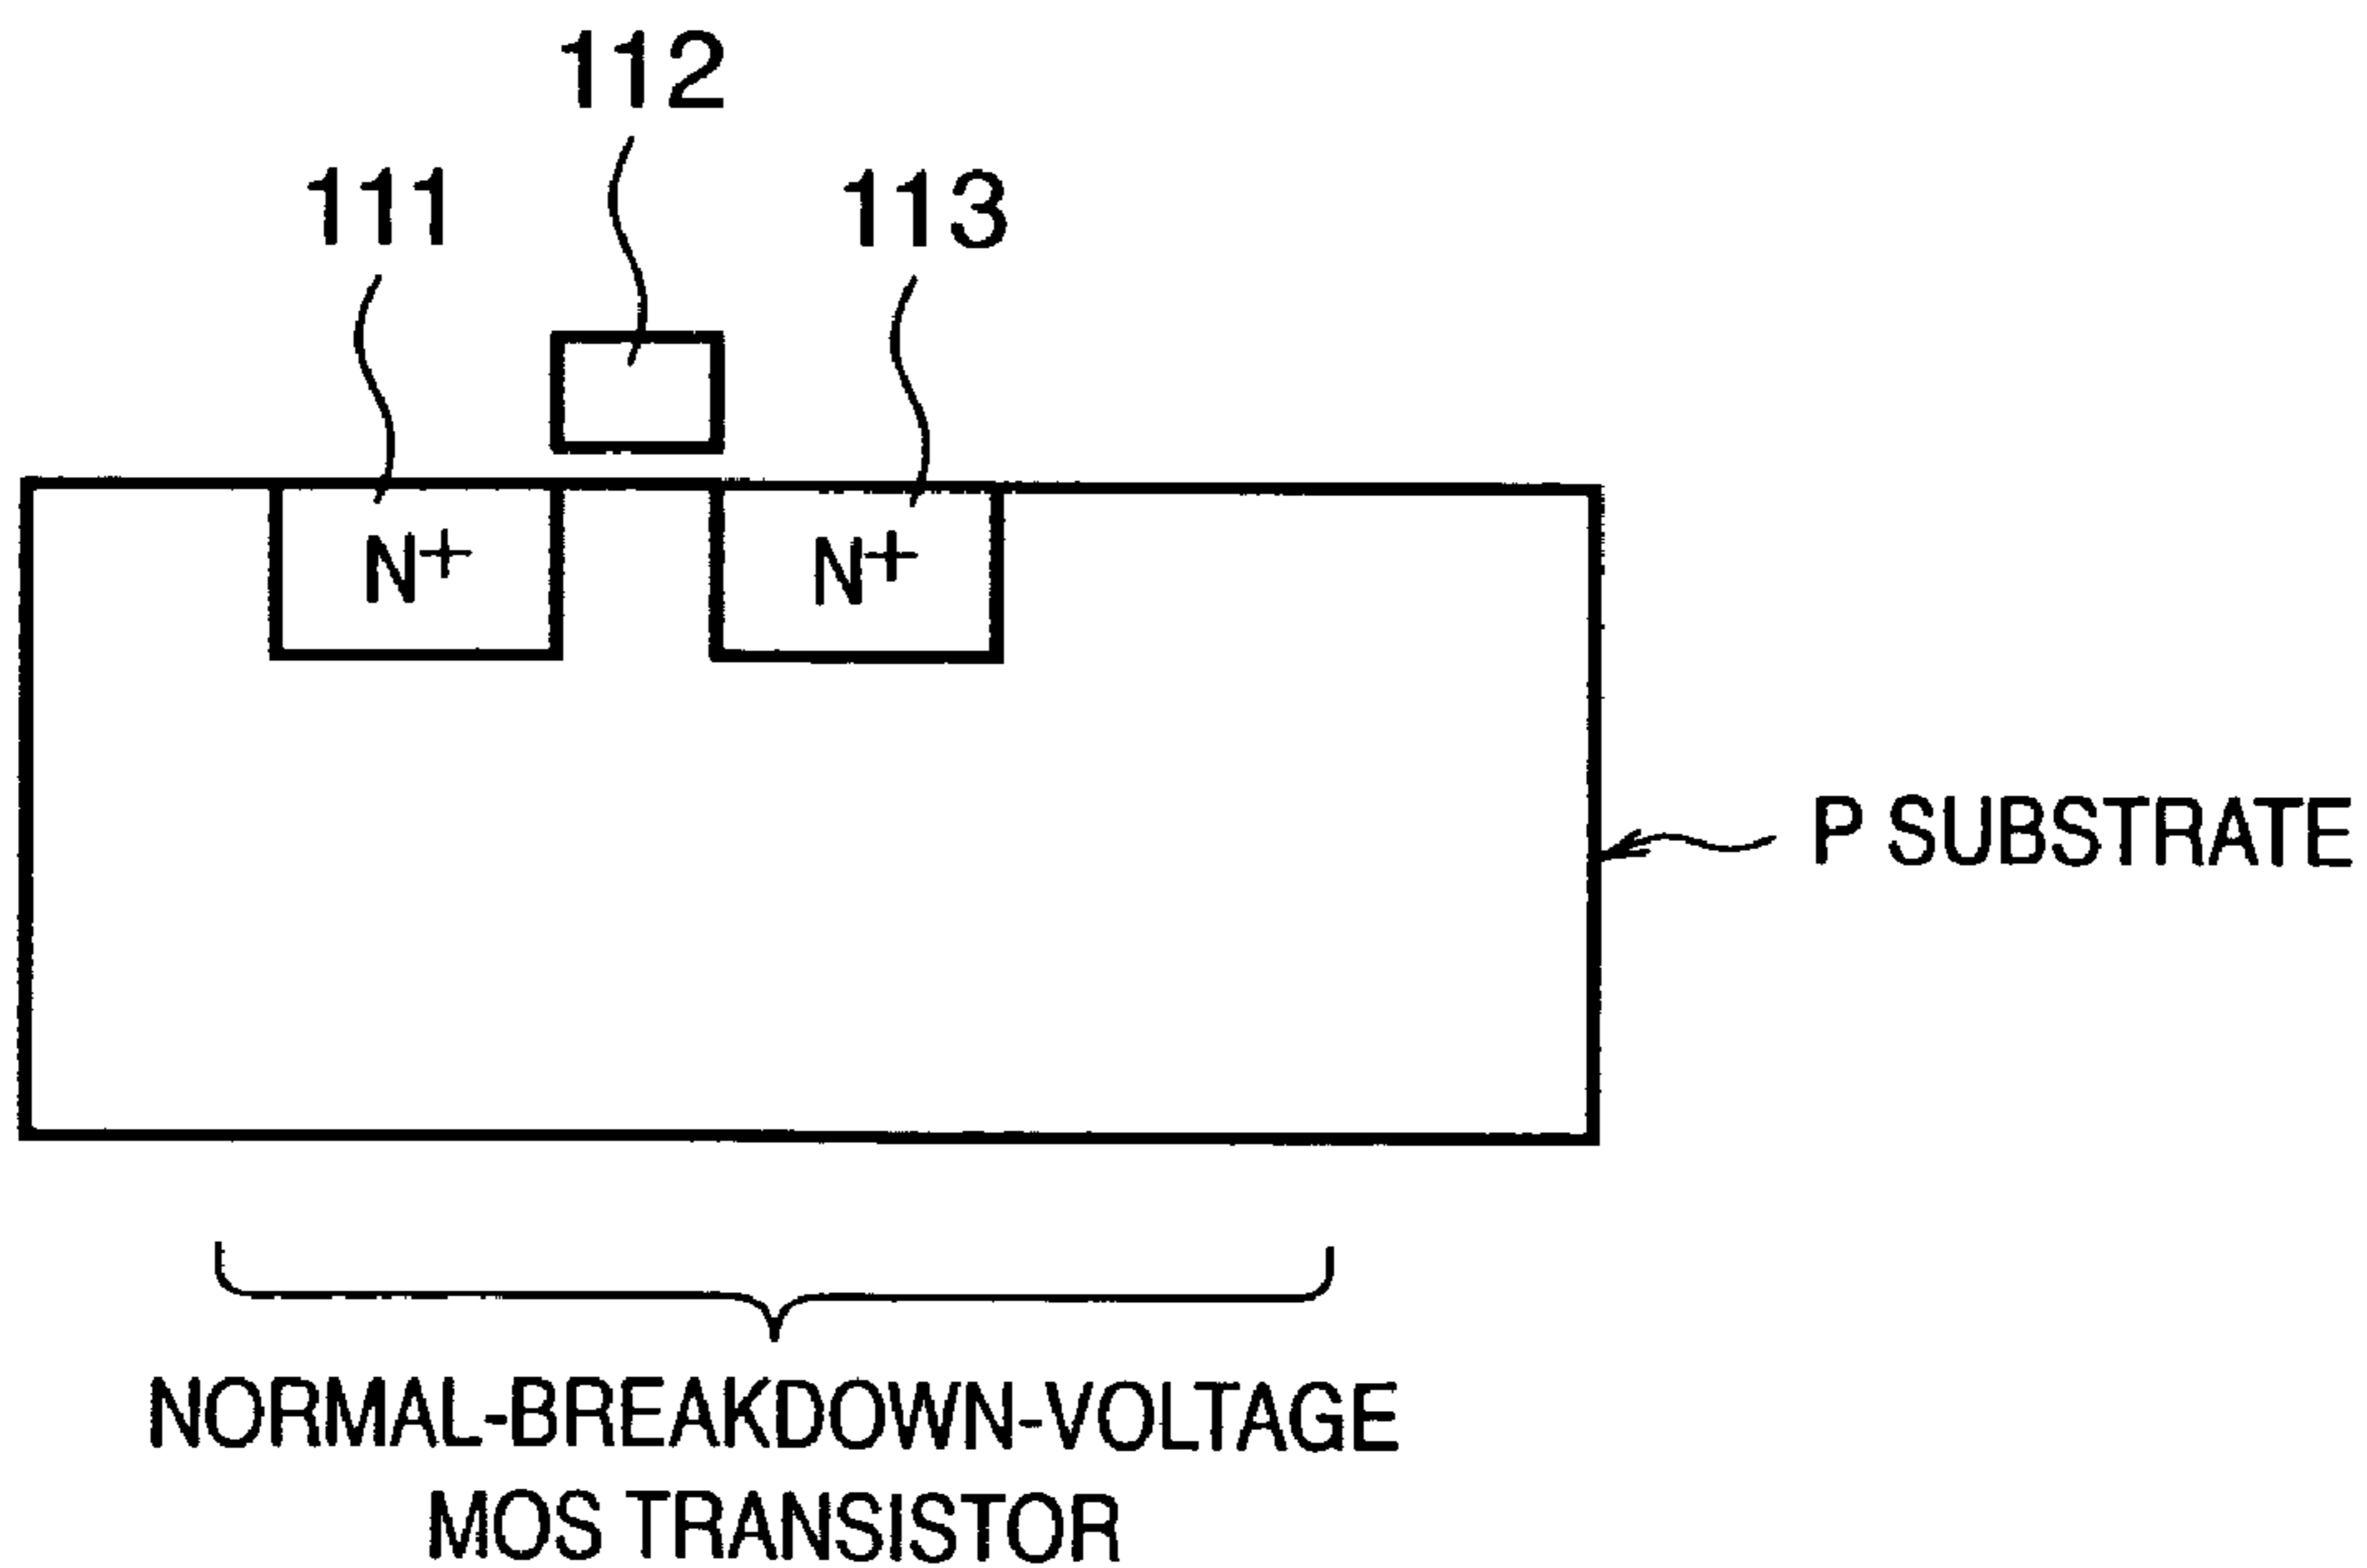 112
111
113
N+
N+
P SUBSTRATE
NORMAL-BREAKDOWN-VOLTAGE
MOS TRANSISTOR